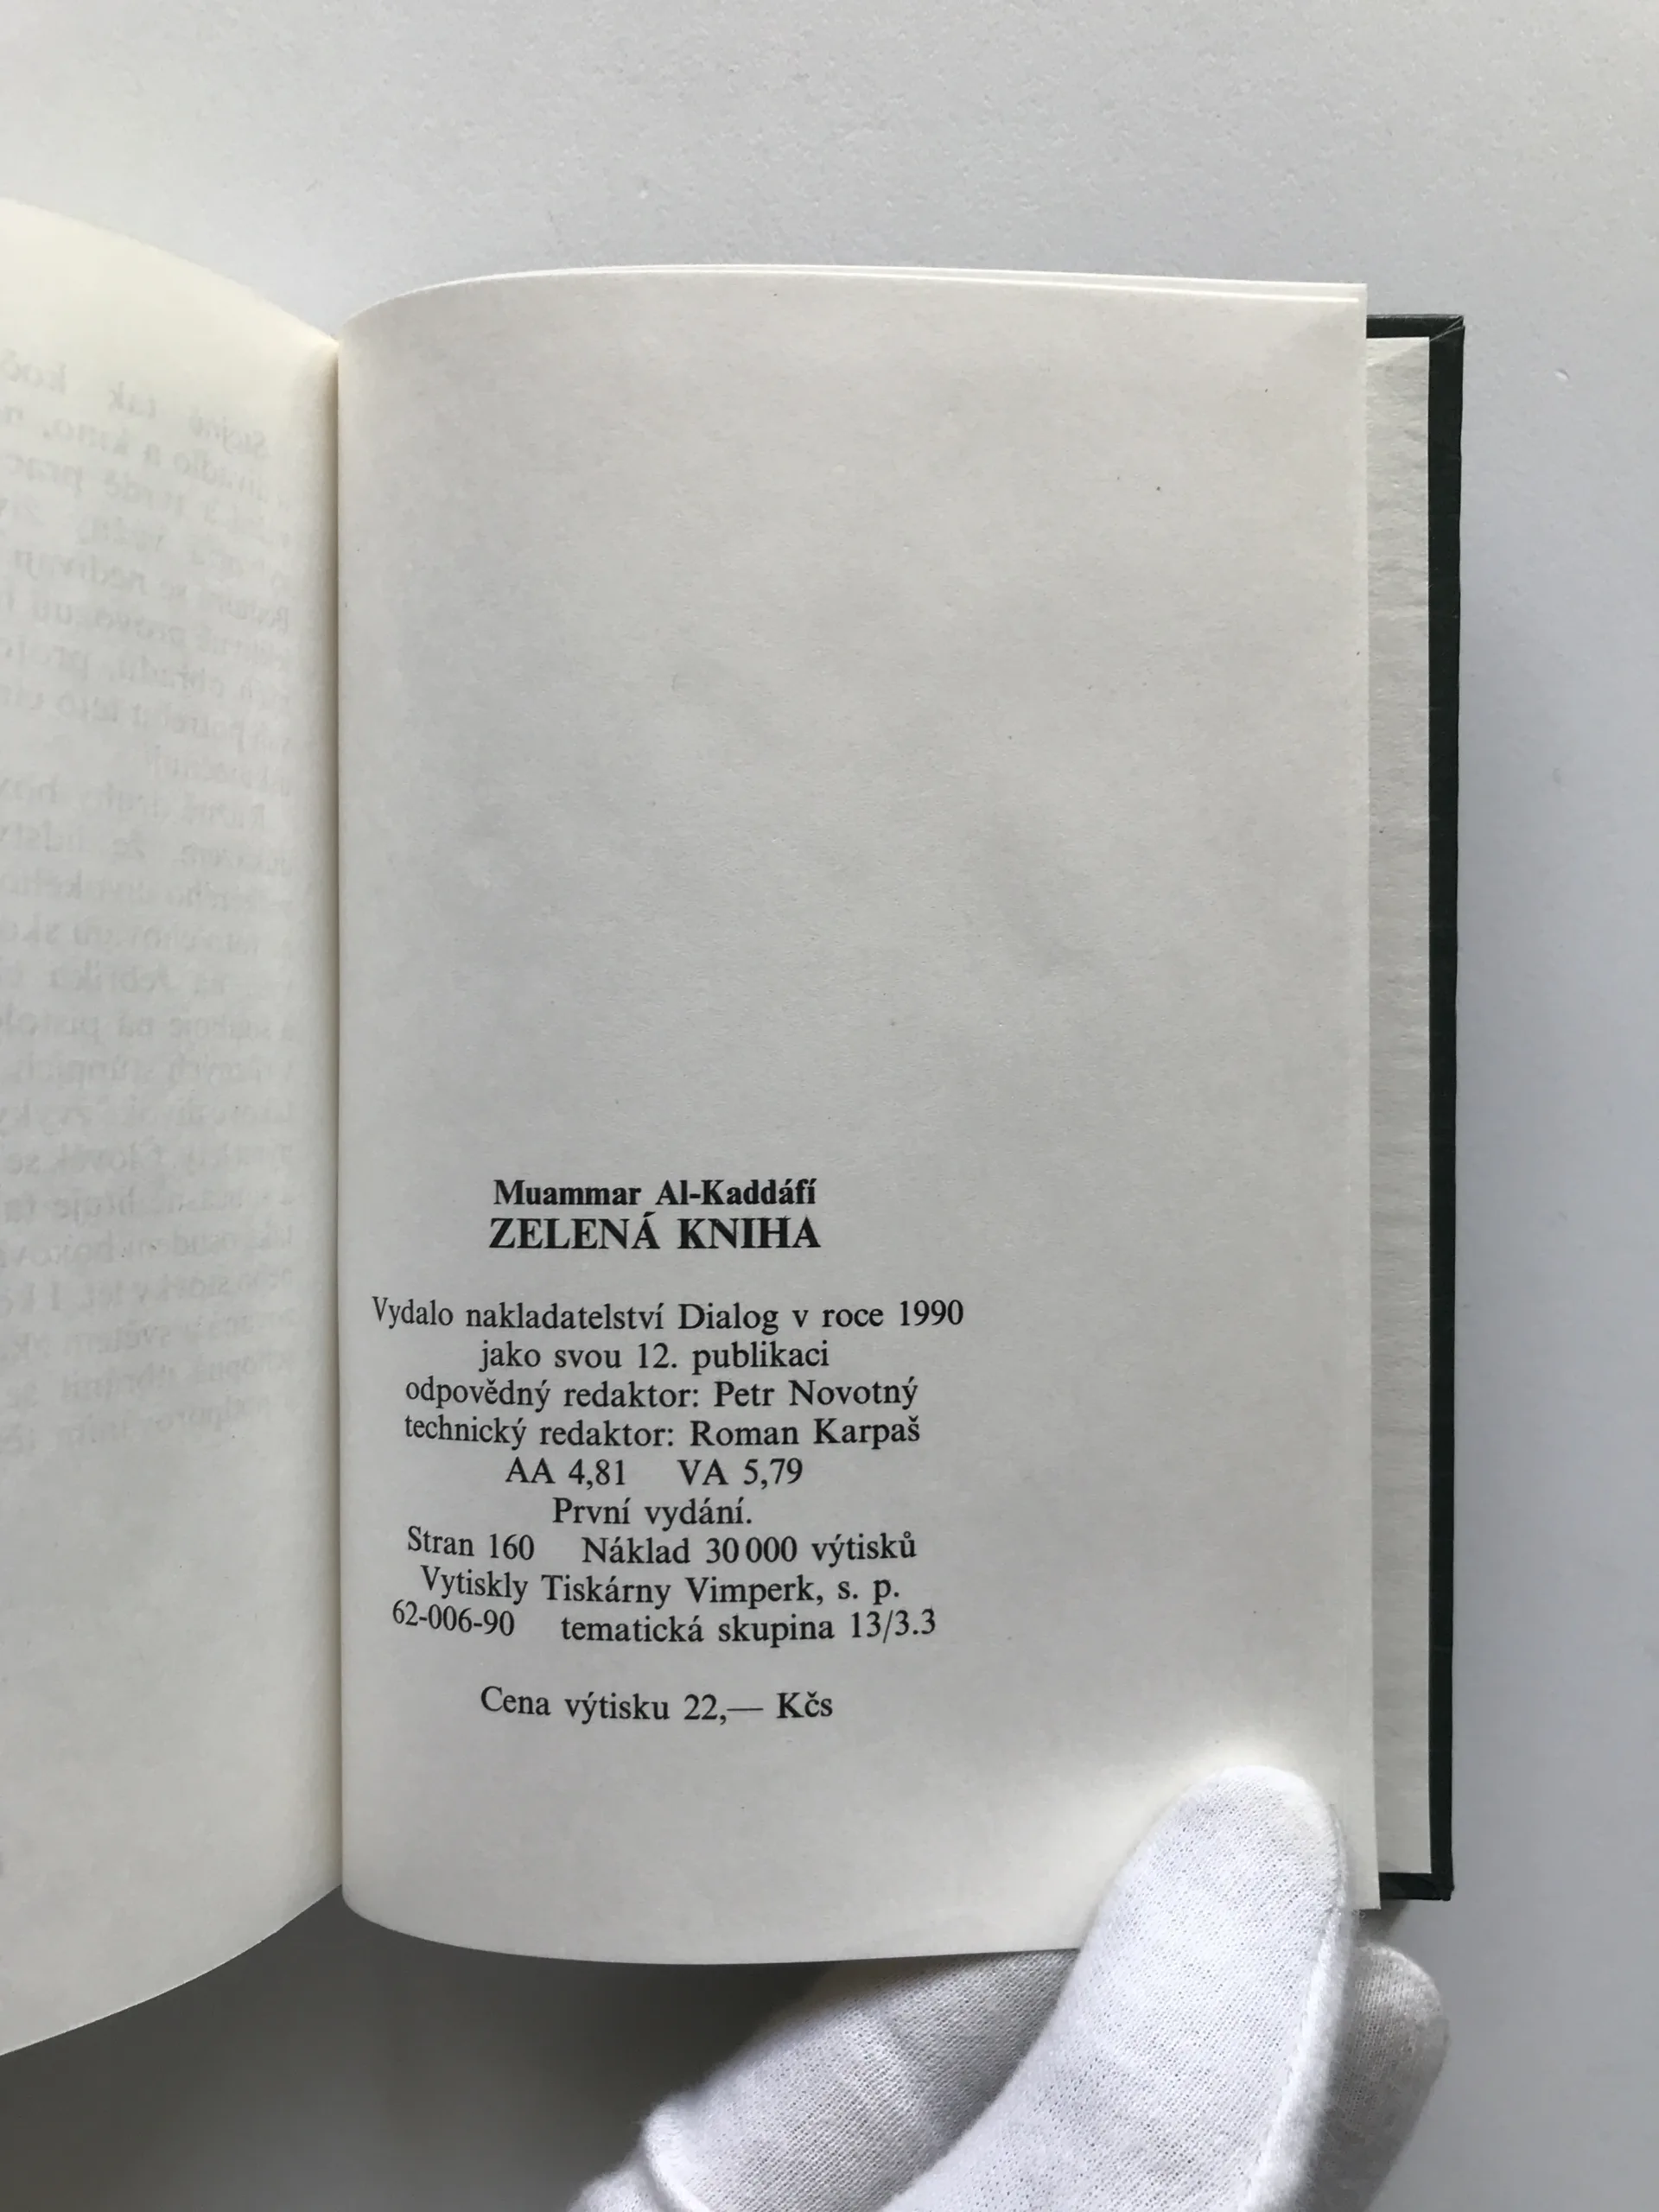 Muammar Al-Kaddáfí
ZELENÁ KNIHA
Vydalo nakladatelství Dialog v roce 1990
jako svou 12. publikaci
odpovědný redaktor: Petr Novotný
technický redaktor: Roman Karpaš
AA 4,81 VA 5,79
První vydání.
Stran 160 Náklad 30 000 výtisků
Vytiskly Tiskárny Vimperk, s. p.
62-006-90 tematická skupina 13/3.3
Cena výtisku 22,— Kčs